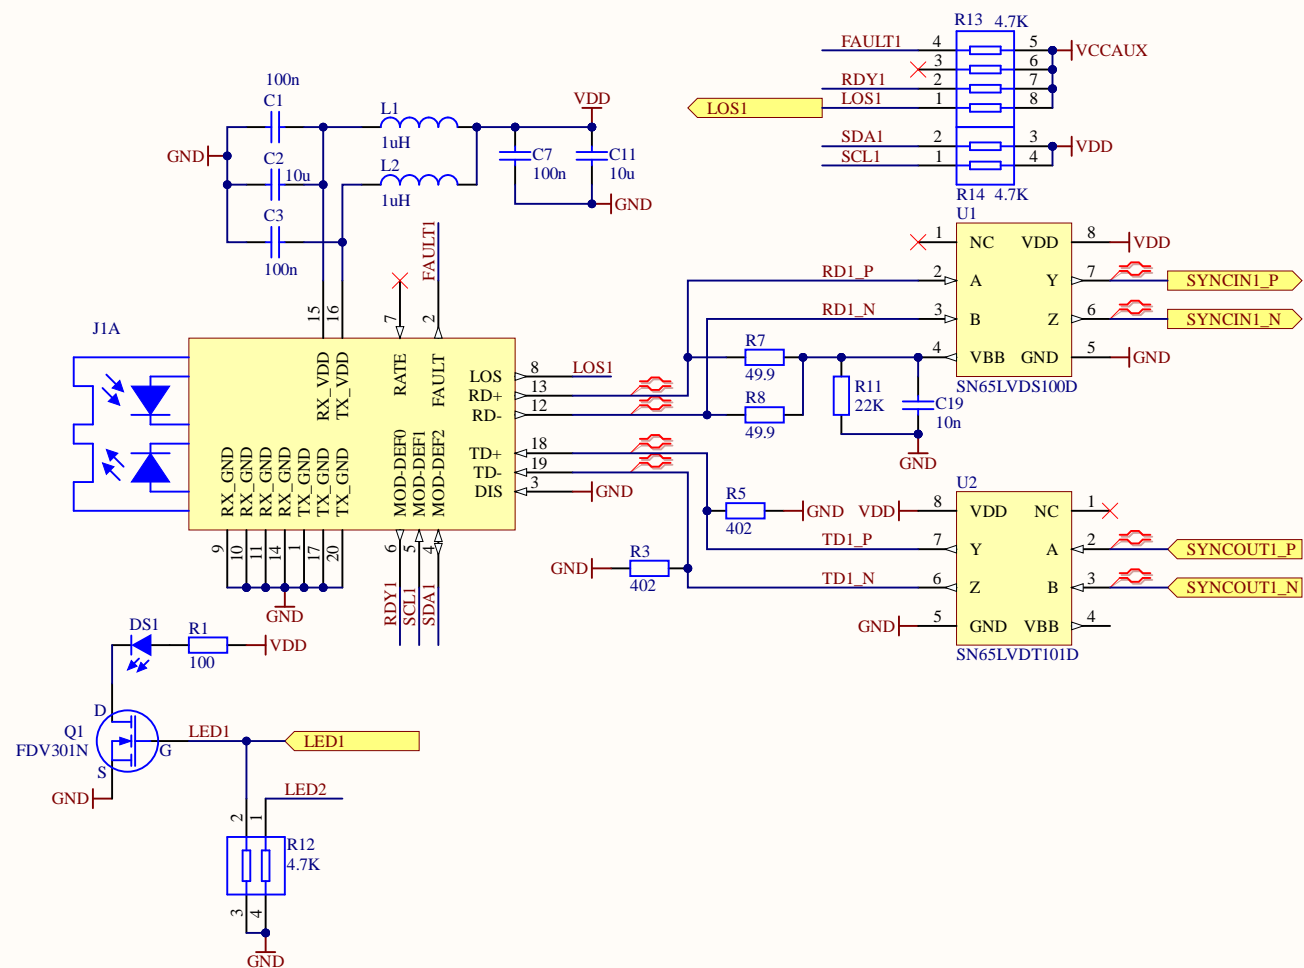 R13 4.7K
FAULT1 4 5 VCCAUX
3 6
RDY1 2 7
LOS1 LOS1 1 8
SDA1 2 3 VDD
SCL1 1 4
R14 4.7K
100n
C1
GND
C2
10u
C3
100n
L1
1uH
L2
1uH
VDD
C7
100n
C11
10u
GND
FAULT1
15
16
7
2
J1A
RX_VDD
TX_VDD
RATE
FAULT
LOS 8 LOS1
RD+ 13
RD- 12
TD+ 18
TD- 19
DIS 3 GND
RX_GND
RX_GND
RX_GND
RX_GND
TX_GND
TX_GND
TX_GND
MOD-DEF0
MOD-DEF1
MOD-DEF2
9
10
11
14
1
17
20
6
5
4
GND
RDY1
SCL1
SDA1
U1
1 NC VDD 8 VDD
RD1_P 2 A Y 7 SYNCIN1_P
RD1_N 3 B Z 6 SYNCIN1_N
4 VBB GND 5 GND
SN65LVDS100D
R7
49.9
R8
49.9
R11
22K
C19
10n
GND
R5
402
GND
R3
402
GND
U2
VDD 8 VDD NC 1
TD1_P 7 Y A 2 SYNCOUT1_P
TD1_N 6 Z B 3 SYNCOUT1_N
GND 5 GND VBB 4
SN65LVDT101D
DS1
R1
100
VDD
D
Q1
FDV301N
G
S
GND
LED1
LED1
LED2
2
1
R12
4.7K
3
4
GND